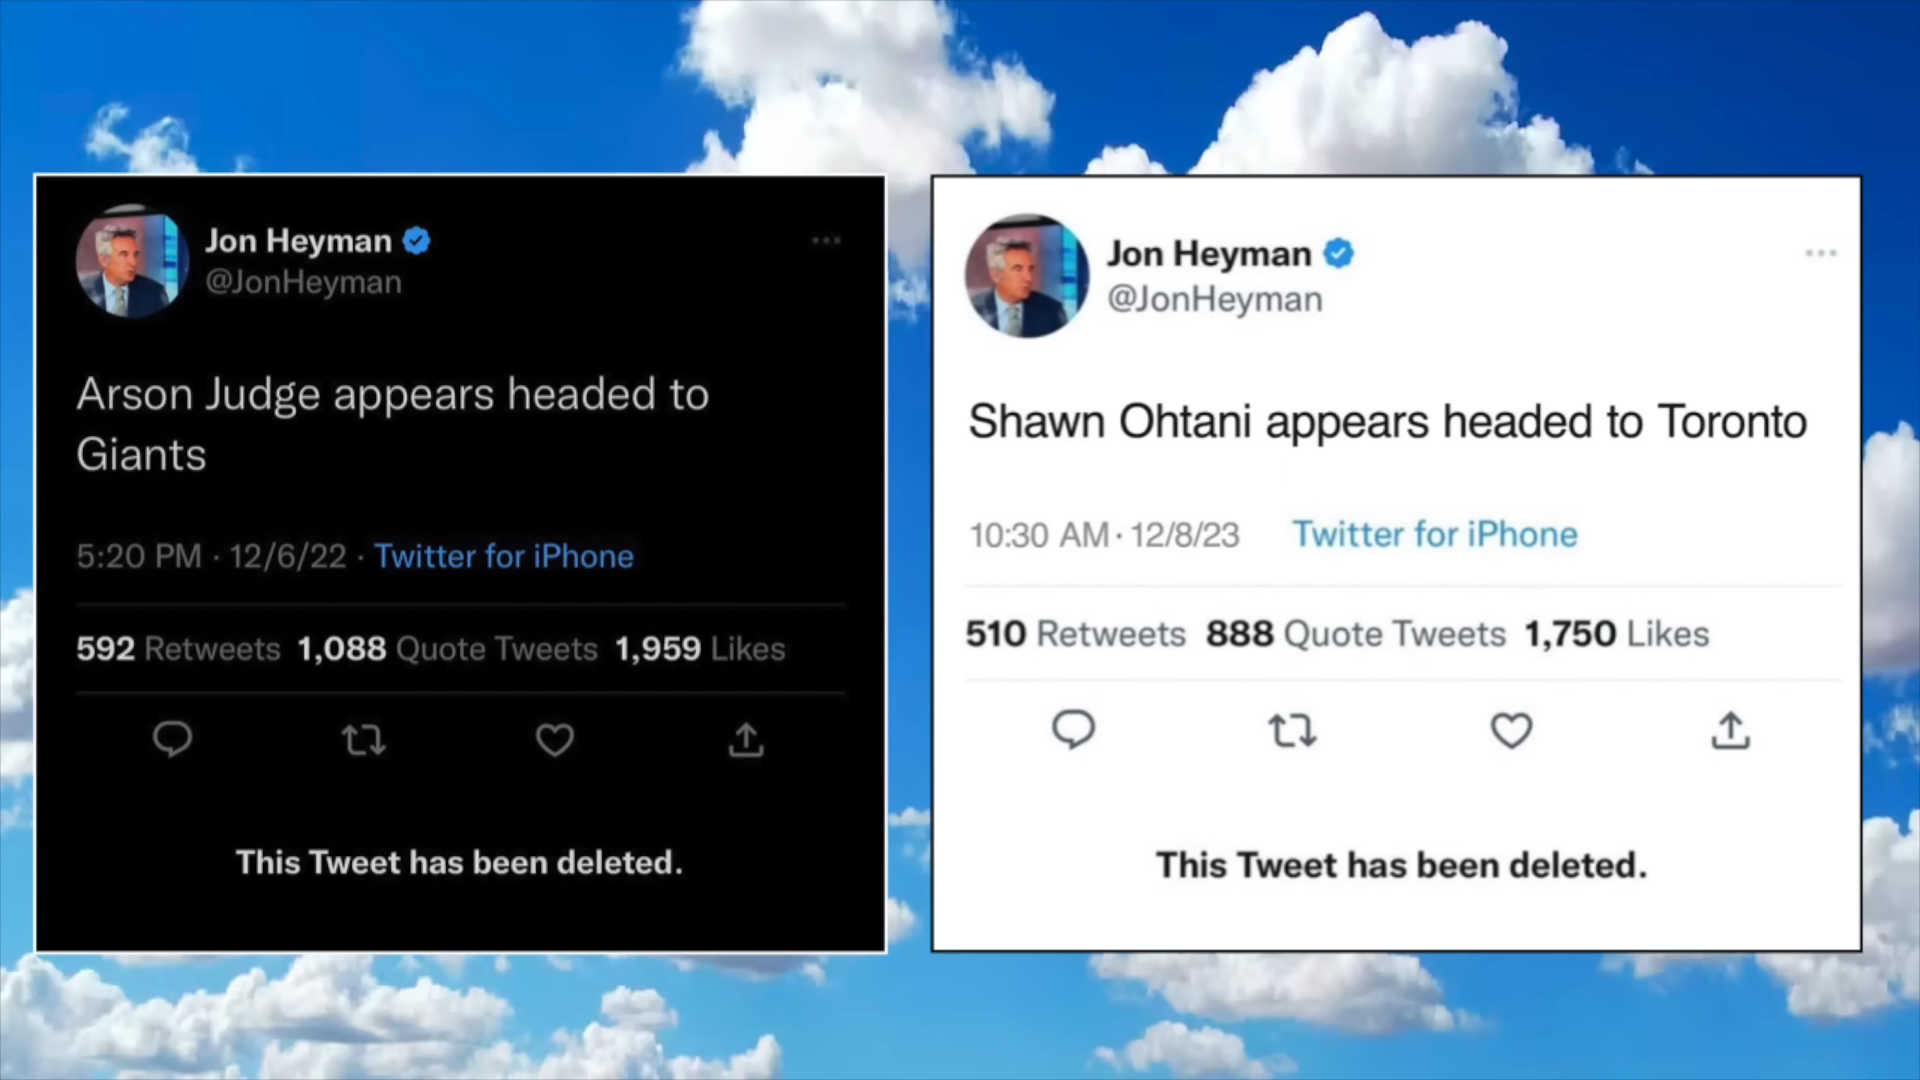 Jon Heyman
@JonHeyman
Arson Judge appears headed to
Giants
5:20 PM · 12/6/22 · Twitter for iPhone
592 Retweets 1,088 Quote Tweets 1,959 Likes
This Tweet has been deleted.
Jon Heyman
@JonHeyman
Shawn Ohtani appears headed to Toronto
10:30 AM · 12/8/23 Twitter for iPhone
510 Retweets 888 Quote Tweets 1,750 Likes
This Tweet has been deleted.